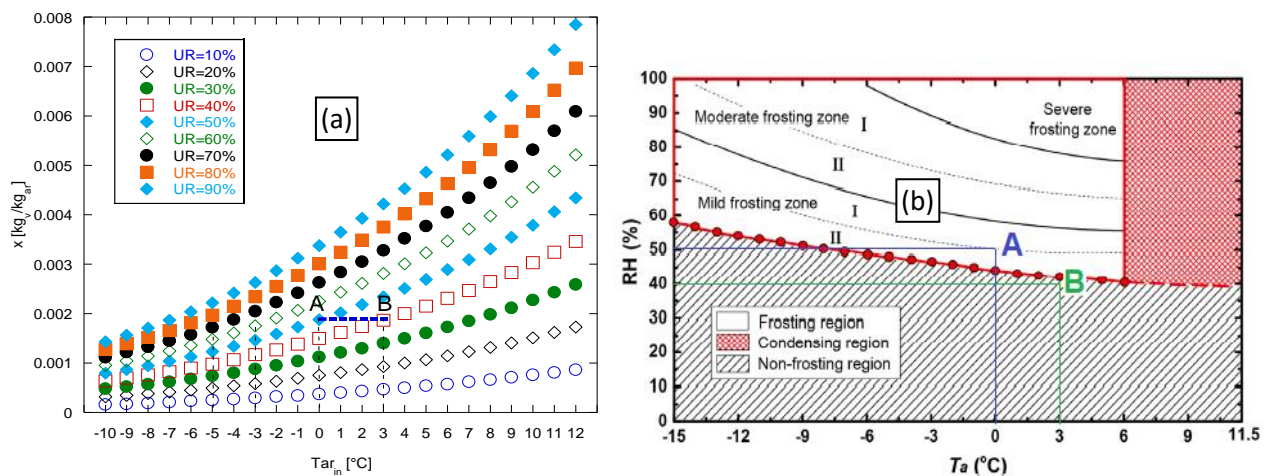 0.008
0.007
0.006
0.005
0.004
0.003
0.002
0.001
0
x [kg_v/kg_ar]
UR=10%
UR=20%
UR=30%
UR=40%
UR=50%
UR=60%
UR=70%
UR=80%
UR=90%
(a)
A B
-10 -9 -8 -7 -6 -5 -4 -3 -2 -1 0 1 2 3 4 5 6 7 8 9 10 11 12
Tar_in [°C]
100
90
80
70
60
50
40
30
20
10
0
RH (%)
Moderate frosting zone
I
II
Severe
frosting zone
Mild frosting zone
I
II
(b)
A
B
Frosting region
Condensing region
Non-frosting region
-15 -12 -9 -6 -3 0 3 6 9 11.5
Ta (°C)